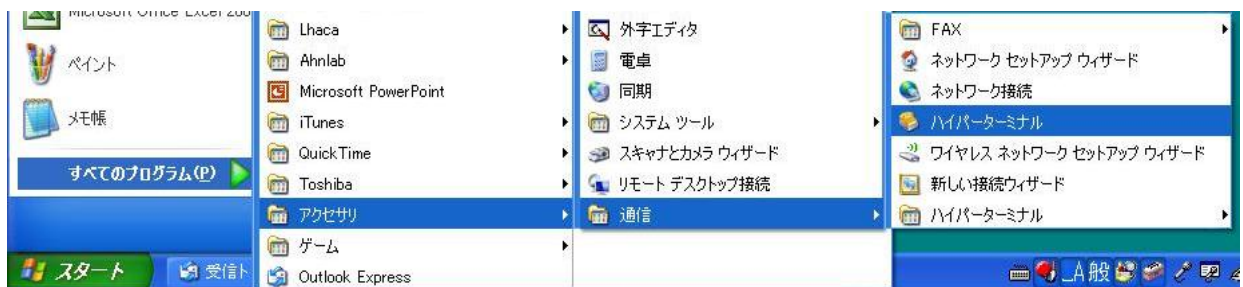 Microsoft Office Excel 200
ペイント
メモ帳
すべてのプログラム(P)
スタート
受信ト
Lhaca
Ahnlab
Microsoft PowerPoint
iTunes
QuickTime
Toshiba
アクセサリ
ゲーム
Outlook Express
外字エディタ
電卓
同期
システム ツール
スキャナとカメラ ウィザード
リモート デスクトップ接続
通信
FAX
ネットワーク セットアップ ウィザード
ネットワーク接続
ハイパーターミナル
ワイヤレス ネットワーク セットアップ ウィザード
新しい接続ウィザード
ハイパーターミナル
_A 般